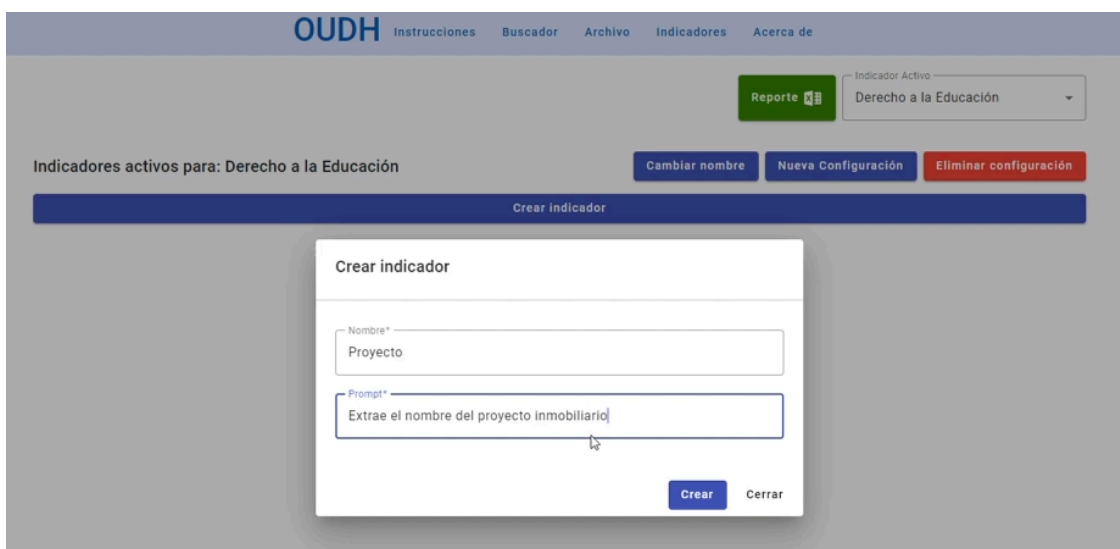 OUDH Instrucciones Buscador Archivo Indicadores Acerca de
Indicador Activo
Reporte Derecho a la Educación
Indicadores activos para: Derecho a la Educación Cambiar nombre Nueva Configuración Eliminar configuración
Crear indicador
Crear indicador
Nombre*
Proyecto
Prompt*
Extrae el nombre del proyecto inmobiliario
Crear Cerrar